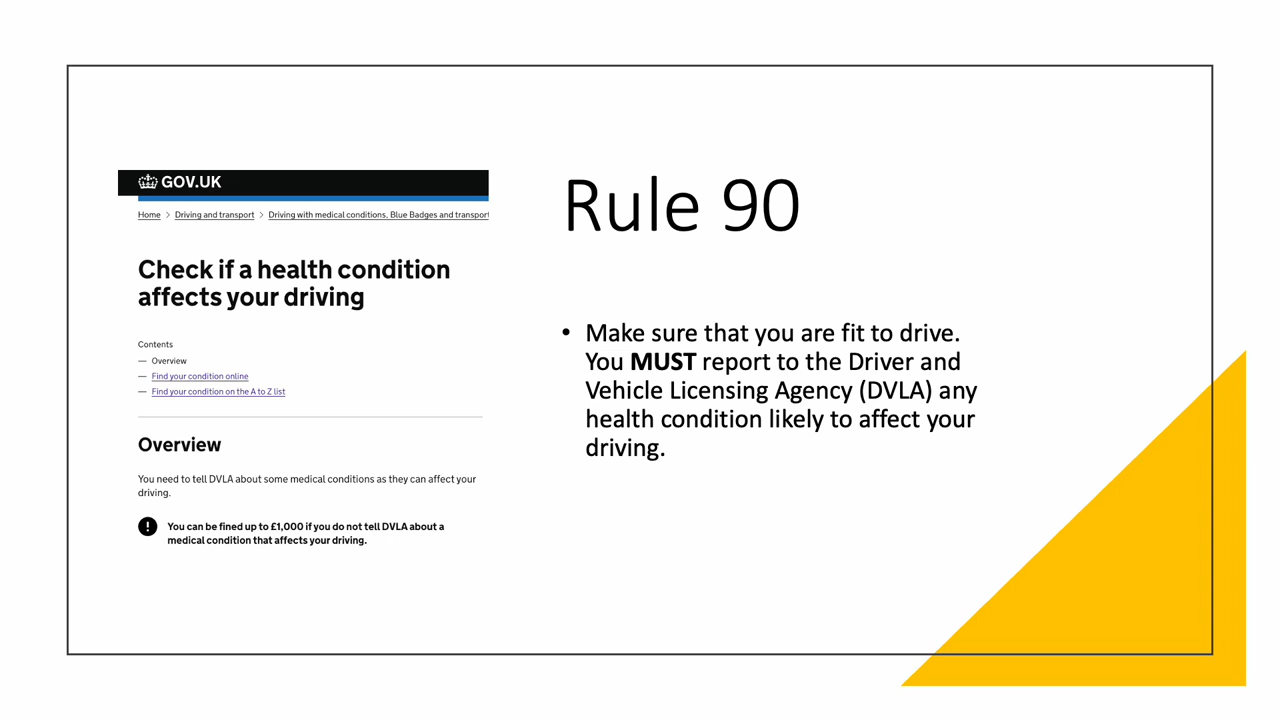 GOV.UK
Home > Driving and transport > Driving with medical conditions, Blue Badges and transport
Check if a health condition
affects your driving
Contents
— Overview
— Find your condition online
— Find your condition on the A to Z list
Overview
You need to tell DVLA about some medical conditions as they can affect your
driving.
! You can be fined up to £1,000 if you do not tell DVLA about a
medical condition that affects your driving.
Rule 90
• Make sure that you are fit to drive.
You MUST report to the Driver and
Vehicle Licensing Agency (DVLA) any
health condition likely to affect your
driving.